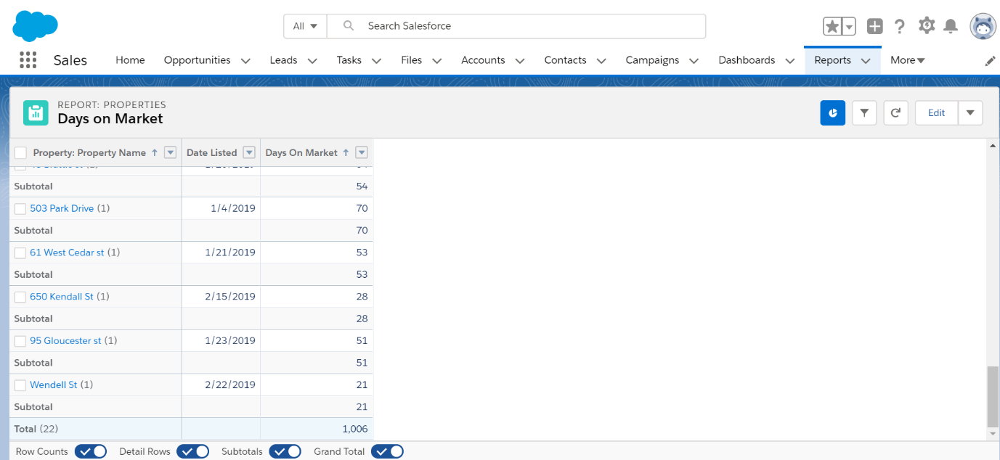 All Search Salesforce
Sales Home Opportunities Leads Tasks Files Accounts Contacts Campaigns Dashboards Reports More
REPORT: PROPERTIES
Days on Market
Edit
Property: Property Name Date Listed Days On Market
Subtotal 54
503 Park Drive (1) 1/4/2019 70
Subtotal 70
61 West Cedar st (1) 1/21/2019 53
Subtotal 53
650 Kendall St (1) 2/15/2019 28
Subtotal 28
95 Gloucester st (1) 1/23/2019 51
Subtotal 51
Wendell St (1) 2/22/2019 21
Subtotal 21
Total (22) 1,006
Row Counts Detail Rows Subtotals Grand Total